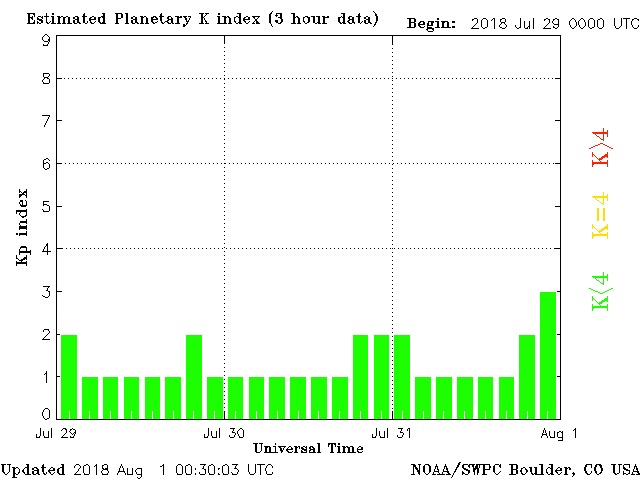 Estimated Planetary K index (3 hour data) Begin: 2018 Jul 29 0000 UTC
9
8
7
6
5
4
3
2
1
0
Kp index
K>4
K=4
K<4
Jul 29 Jul 30 Jul 31 Aug 1
Universal Time
Updated 2018 Aug 1 00:30:03 UTC NOAA/SWPC Boulder, CO USA